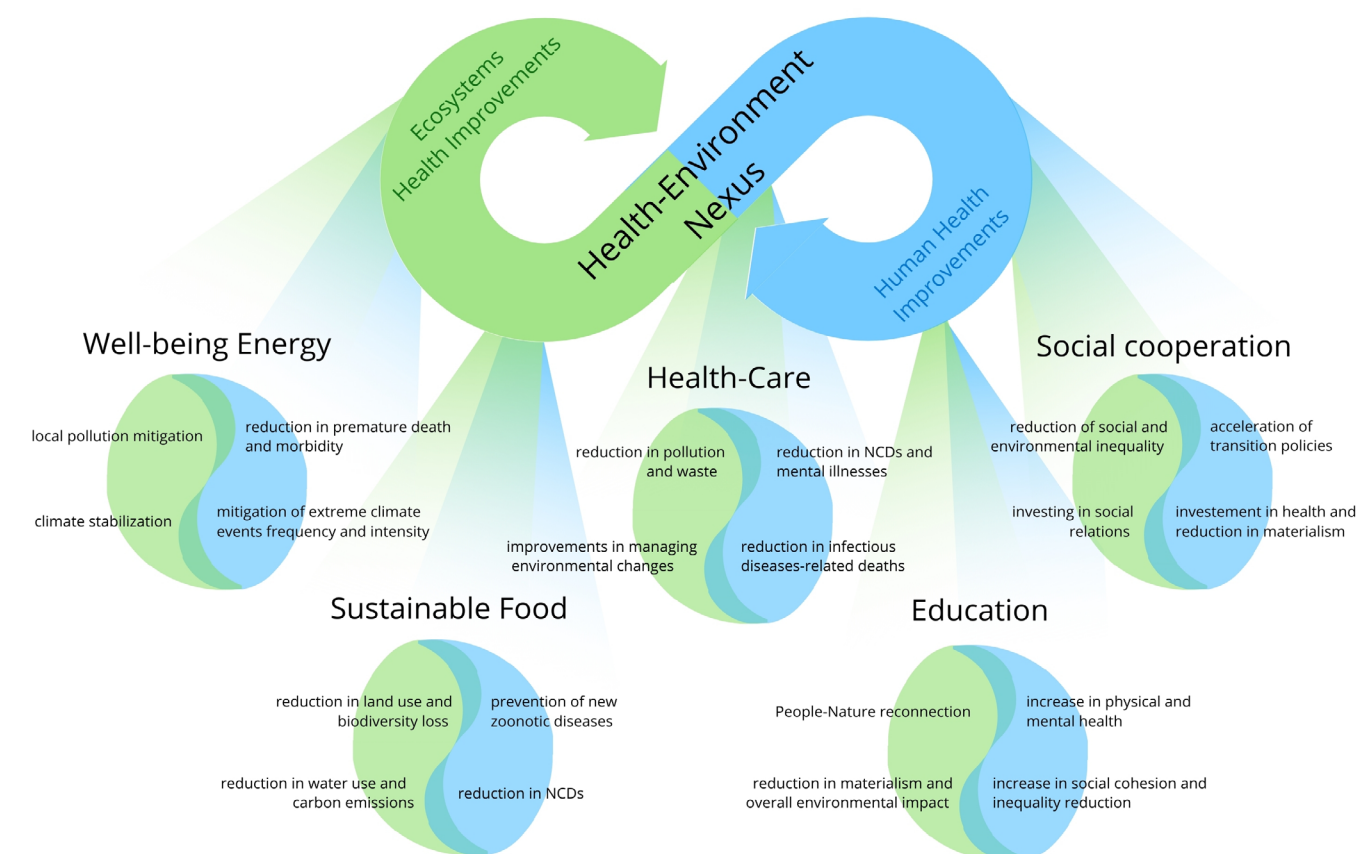 Ecosystems
Health Improvements
Health-Environment
Nexus
Human Health
Improvements
Well-being Energy
local pollution mitigation
reduction in premature death
and morbidity
climate stabilization
mitigation of extreme climate
events frequency and intensity
Health-Care
reduction in pollution
and waste
reduction in NCDs and
mental illnesses
improvements in managing
environmental changes
reduction in infectious
diseases-related deaths
Social cooperation
reduction of social and
environmental inequality
acceleration of
transition policies
investing in social
relations
investement in health and
reduction in materialism
Sustainable Food
reduction in land use and
biodiversity loss
prevention of new
zoonotic diseases
reduction in water use and
carbon emissions
reduction in NCDs
Education
People-Nature reconnection
increase in physical and
mental health
reduction in materialism and
overall environmental impact
increase in social cohesion and
inequality reduction